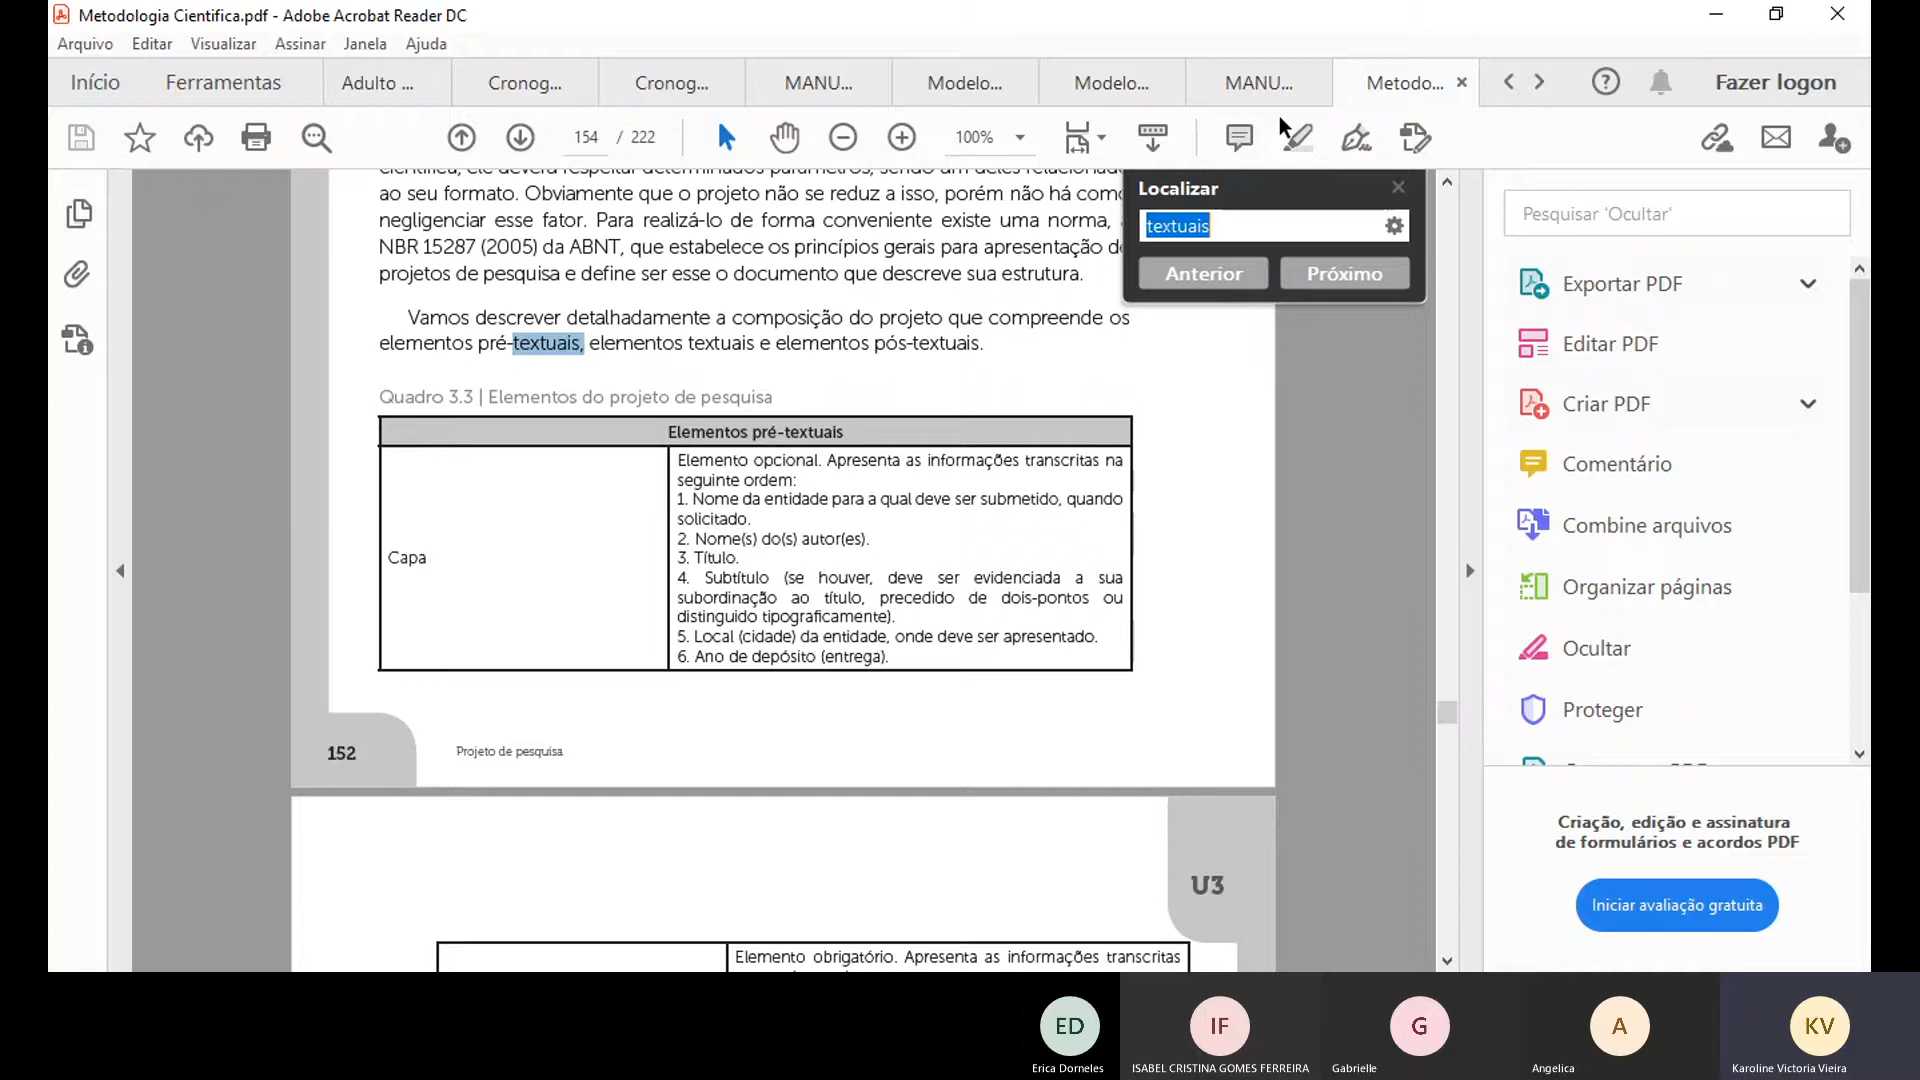 Metodologia Cientifica.pdf - Adobe Acrobat Reader DC
Arquivo Editar Visualizar Assinar Janela Ajuda
Início Ferramentas Adulto ... Cronog... Cronog... MANU... Modelo... Modelo... MANU... Metodo... Fazer logon
154 / 222 100%
ao seu formato. Obviamente que o projeto não se reduz a isso, porém não há como
negligenciar esse fator. Para realizá-lo de forma conveniente existe uma norma,
NBR 15287 (2005) da ABNT, que estabelece os princípios gerais para apresentação de
projetos de pesquisa e define ser esse o documento que descreve sua estrutura.
Vamos descrever detalhadamente a composição do projeto que compreende os
elementos pré-textuais, elementos textuais e elementos pós-textuais.
Quadro 3.3 | Elementos do projeto de pesquisa
Elementos pré-textuais
Capa
Elemento opcional. Apresenta as informações transcritas na
seguinte ordem:
1. Nome da entidade para a qual deve ser submetido, quando
solicitado.
2. Nome(s) do(s) autor(es).
3. Título.
4. Subtítulo (se houver, deve ser evidenciada a sua
subordinação ao título, precedido de dois-pontos ou
distinguido tipograficamente).
5. Local (cidade) da entidade, onde deve ser apresentado.
6. Ano de depósito (entrega).
152
Projeto de pesquisa
U3
Elemento obrigatório. Apresenta as informações transcritas
Localizar
textuais
Anterior Próximo
Pesquisar 'Ocultar'
Exportar PDF
Editar PDF
Criar PDF
Comentário
Combine arquivos
Organizar páginas
Ocultar
Proteger
Criação, edição e assinatura
de formulários e acordos PDF
Iniciar avaliação gratuita
ED IF G A KV
Erica Dorneles ISABEL CRISTINA GOMES FERREIRA Gabrielle Angelica Karoline Victoria Vieira